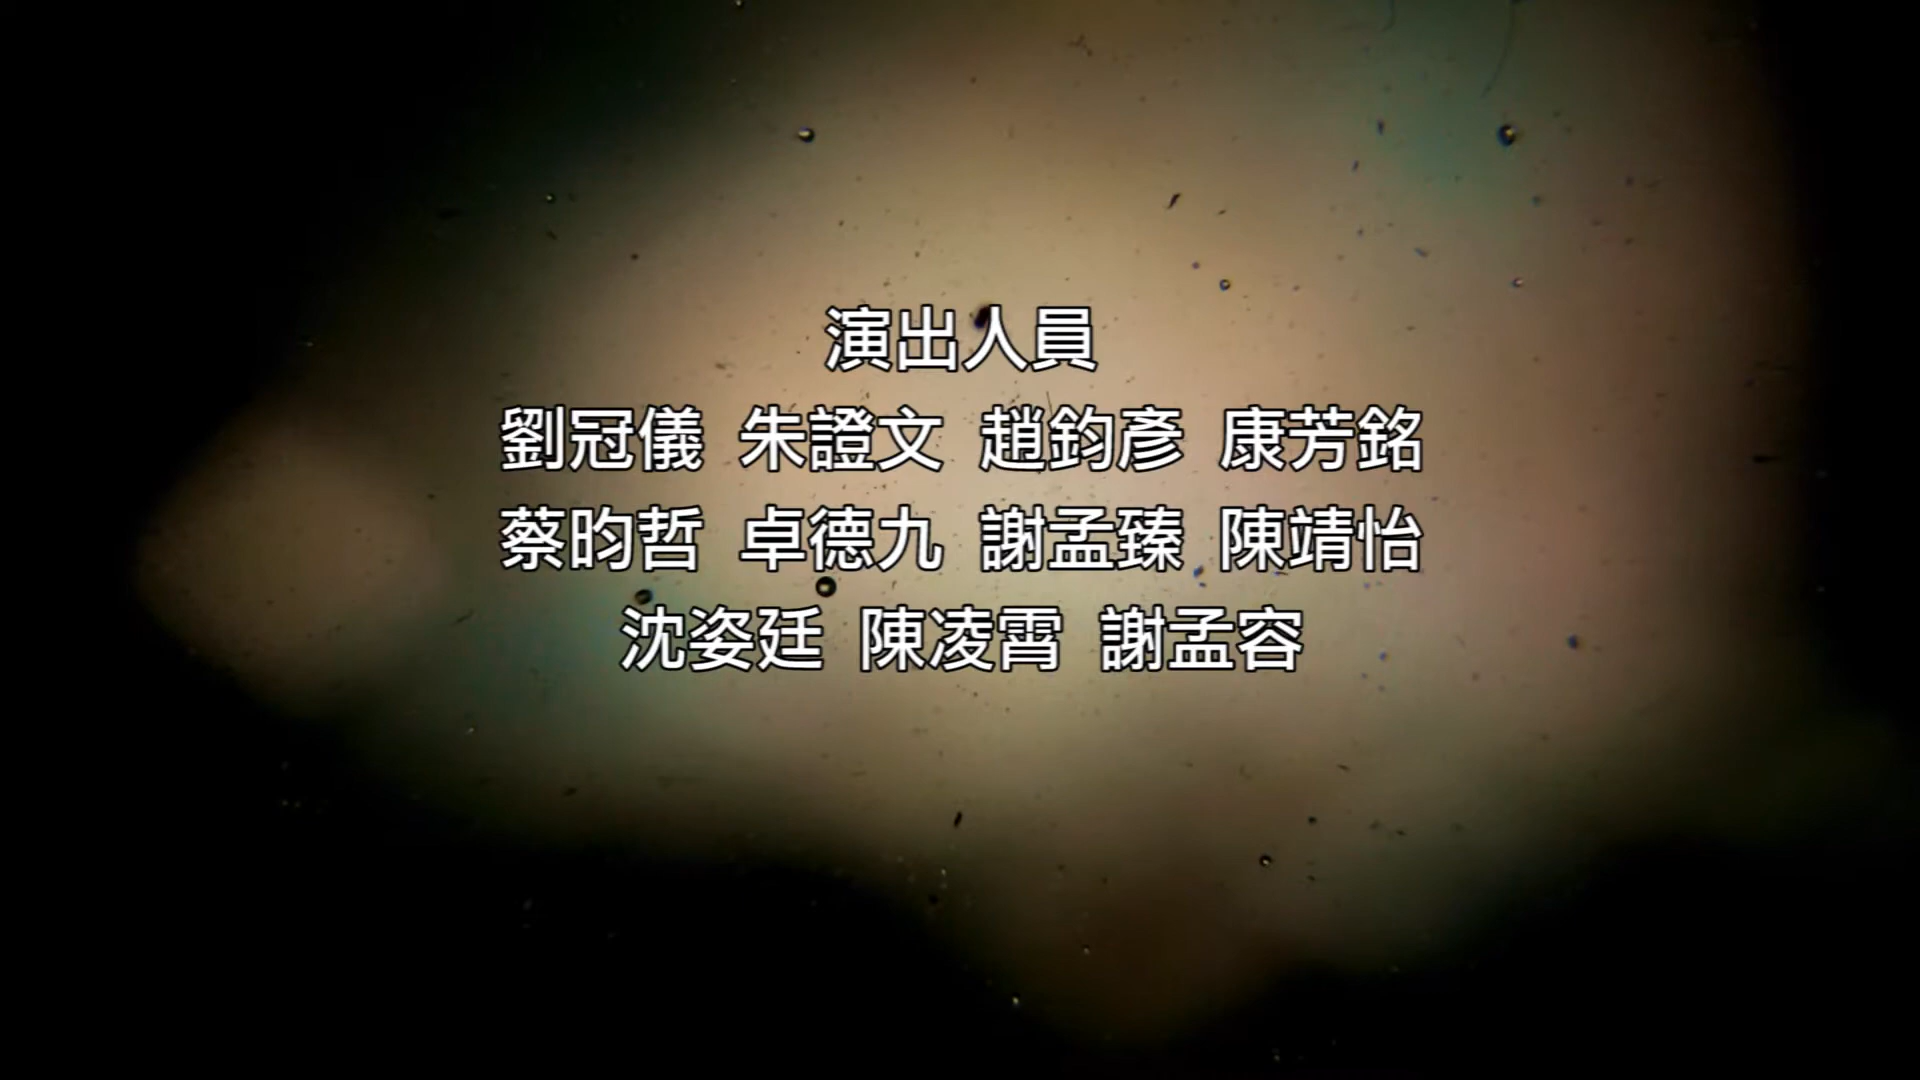 演出人員
劉冠儀 朱證文 趙鈞彥 康芳銘
蔡昀哲 卓德九 謝孟臻 陳靖怡
沈姿廷 陳凌霄 謝孟容